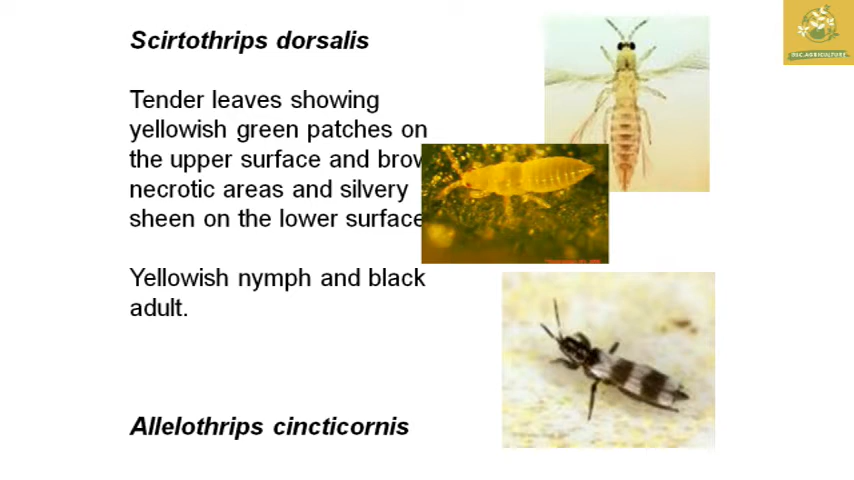 Scirtothrips dorsalis
Tender leaves showing
yellowish green patches on
the upper surface and brow
necrotic areas and silvery
sheen on the lower surface
Yellowish nymph and black
adult.
Allelothrips cincticornis